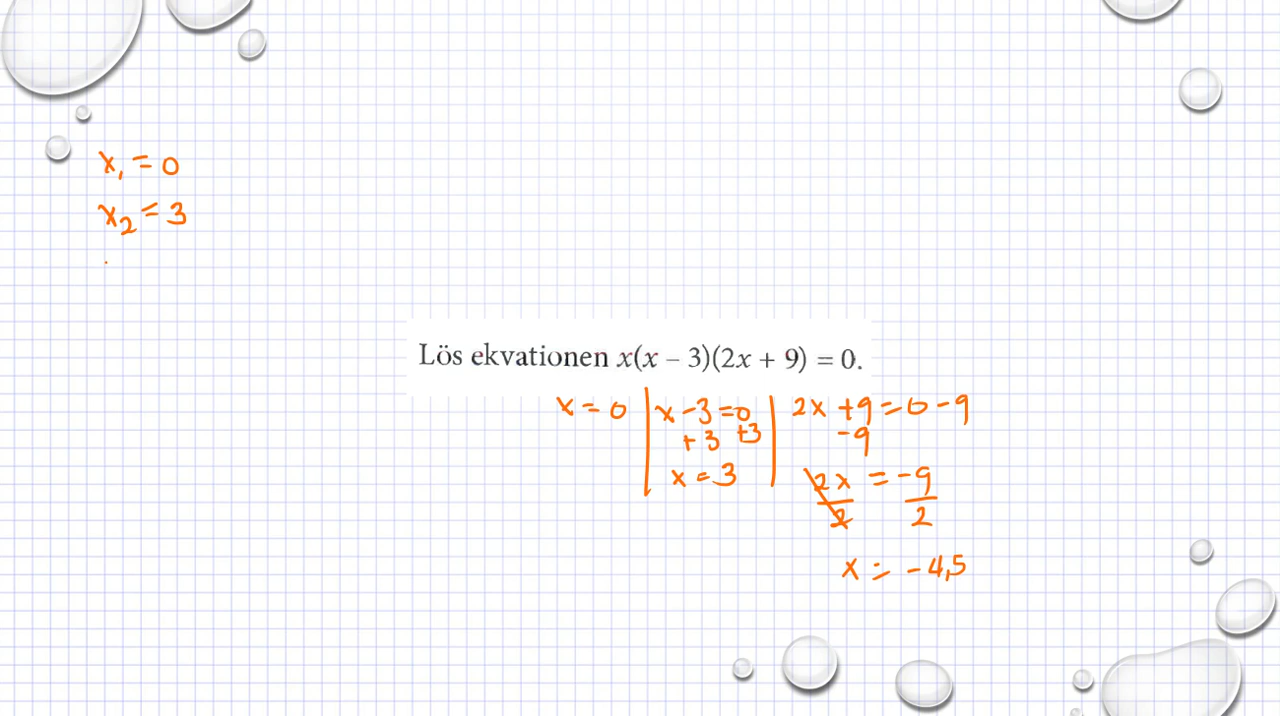 x₁ = 0
x₂ = 3
Lös ekvationen x(x – 3)(2x + 9) = 0.
x = 0 | x - 3 = 0 | 2x + 9 = 0 - 9
+3 +3 -9
x = 3 2x/2 = -9/2
x = -4,5